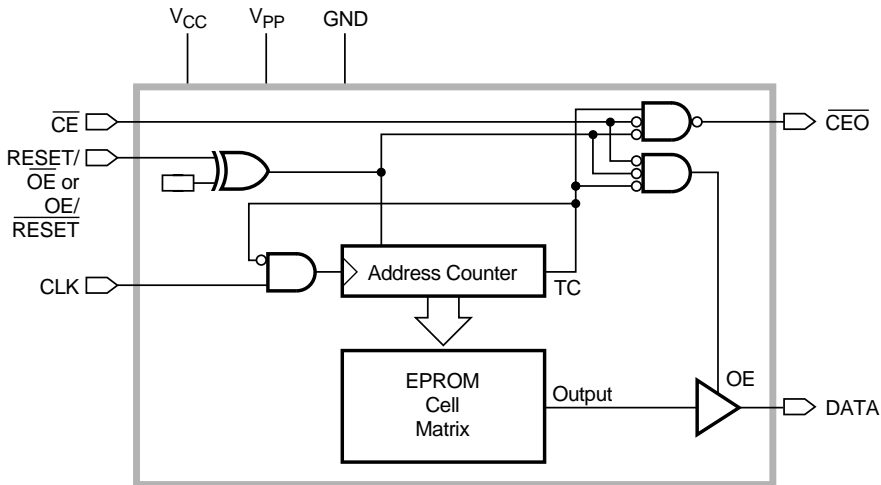 V_CC
V_PP
GND
CE
CEO
RESET/
OE or
OE/
RESET
Address Counter
TC
CLK
EPROM
Cell
Matrix
Output
OE
DATA